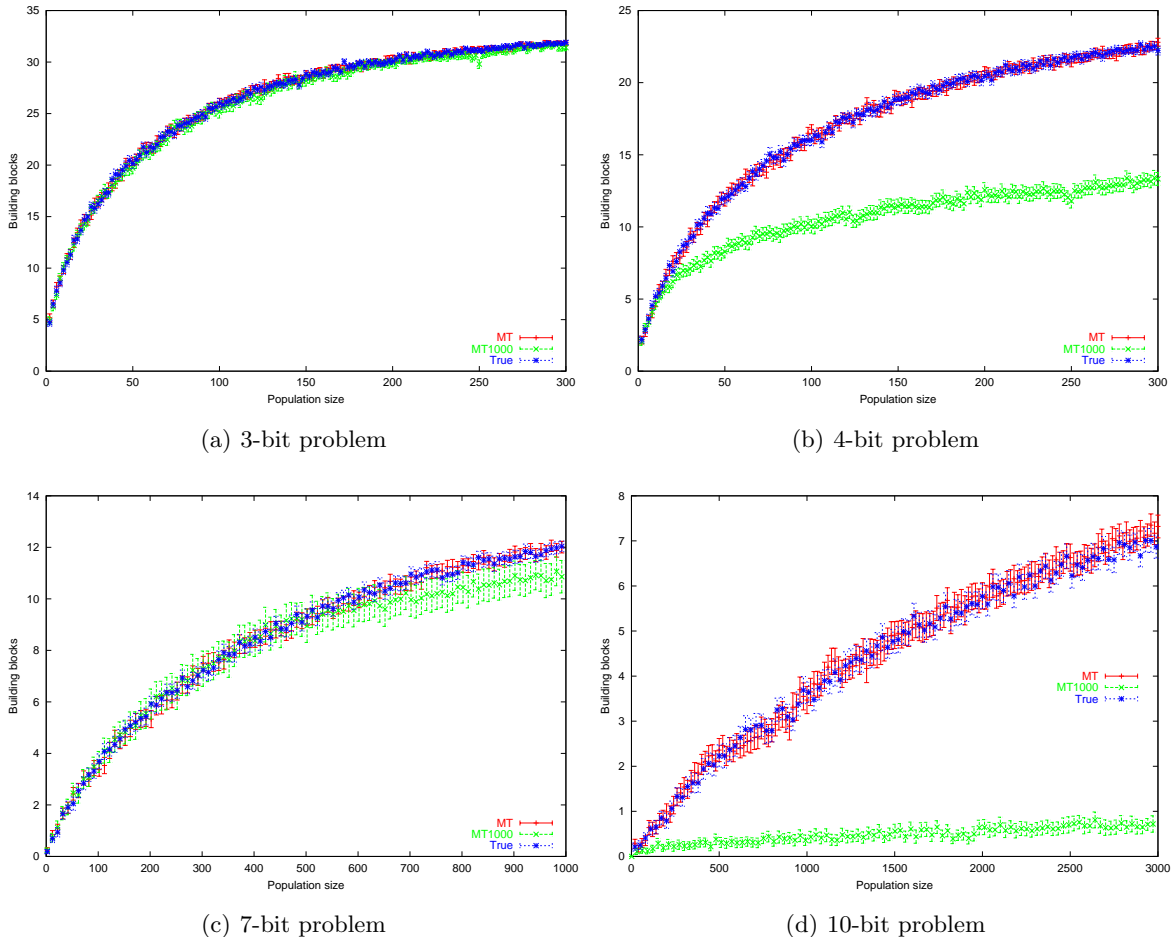 35
30
25
20
15
10
5
0
Building blocks
0 50 100 150 200 250 300
Population size
MT
MT1000
True
(a) 3-bit problem
25
20
15
10
5
0
Building blocks
0 50 100 150 200 250 300
Population size
MT
MT1000
True
(b) 4-bit problem
14
12
10
8
6
4
2
0
Building blocks
0 100 200 300 400 500 600 700 800 900 1000
Population size
MT
MT1000
True
(c) 7-bit problem
8
7
6
5
4
3
2
1
0
Building blocks
0 500 1000 1500 2000 2500 3000
Population size
MT
MT1000
True
(d) 10-bit problem